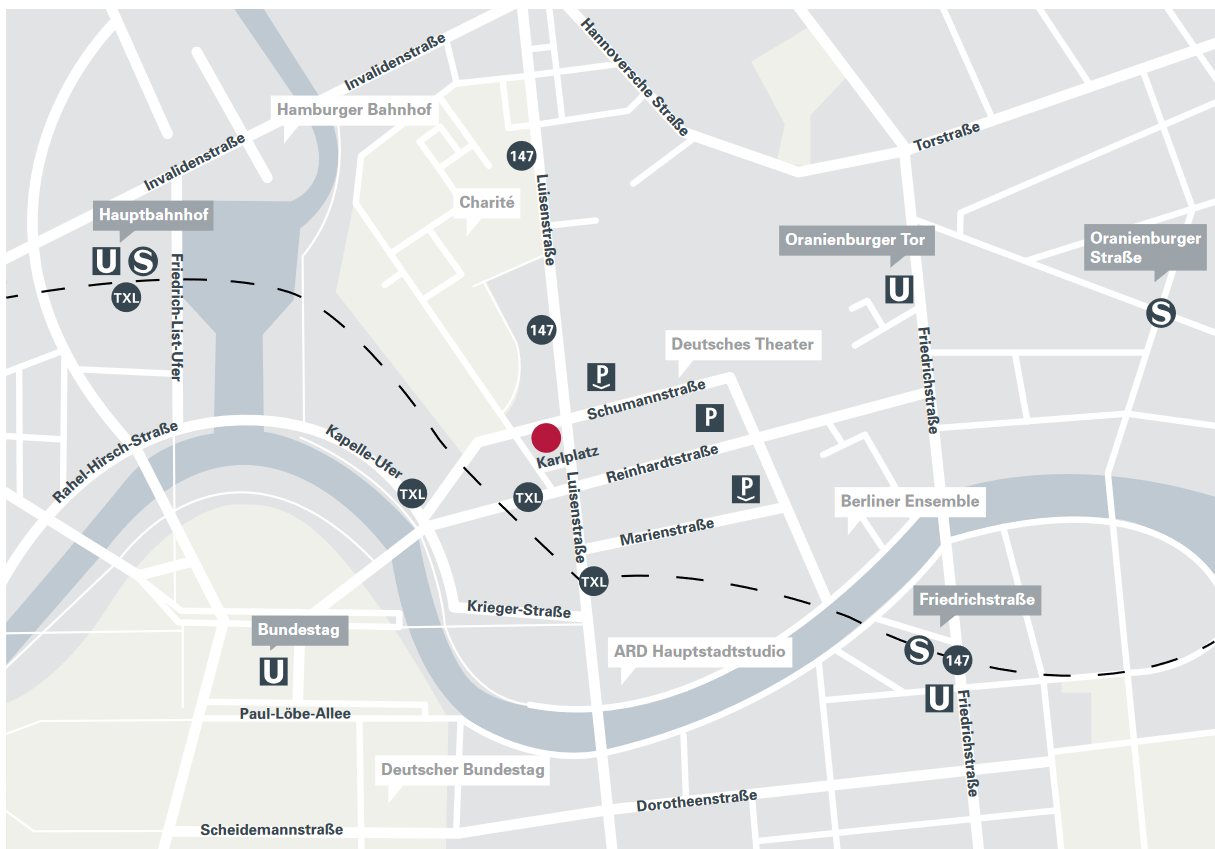 Hannoversche Straße
Invalidenstraße
Hamburger Bahnhof
Torstraße
Invalidenstraße
147
Luisenstraße
Charité
Hauptbahnhof
Oranienburger Tor
Oranienburger
Straße
U
S
TXL
Friedrich-List-Ufer
U
S
147
Deutsches Theater
Friedrichstraße
P
Schumannstraße
P
Rahel-Hirsch-Straße
Kapelle-Ufer
Karlplatz
Reinhardtstraße
TXL
TXL
Luisenstraße
P
Berliner Ensemble
Marienstraße
TXL
Krieger-Straße
Friedrichstraße
Bundestag
U
ARD Hauptstadtstudio
S
147
U
Friedrichstraße
Paul-Löbe-Allee
Deutscher Bundestag
Dorotheenstraße
Scheidemannstraße